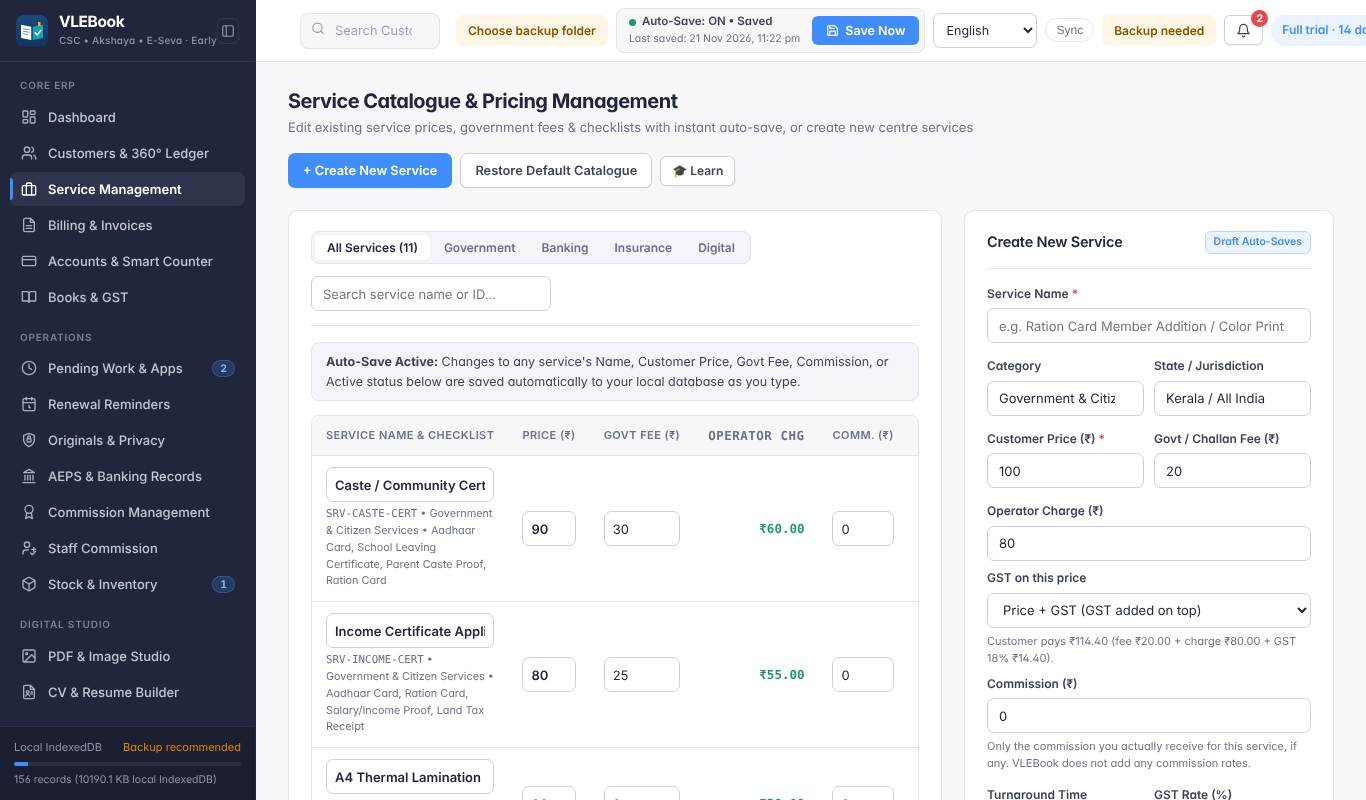 VLEBook
CSC • Akshaya • E-Seva · Early
Search Custo
Choose backup folder
Auto-Save: ON • Saved
Last saved: 21 Nov 2026, 11:22 pm
Save Now
English
Sync
Backup needed
2
Full trial · 14 da
CORE ERP
Dashboard
Customers & 360° Ledger
Service Management
Billing & Invoices
Accounts & Smart Counter
Books & GST
OPERATIONS
Pending Work & Apps
2
Renewal Reminders
Originals & Privacy
AEPS & Banking Records
Commission Management
Staff Commission
Stock & Inventory
1
DIGITAL STUDIO
PDF & Image Studio
CV & Resume Builder
Local IndexedDB
Backup recommended
156 records (10190.1 KB local IndexedDB)
Service Catalogue & Pricing Management
Edit existing service prices, government fees & checklists with instant auto-save, or create new centre services
+ Create New Service
Restore Default Catalogue
🎓 Learn
All Services (11)
Government
Banking
Insurance
Digital
Search service name or ID...
Auto-Save Active: Changes to any service's Name, Customer Price, Govt Fee, Commission, or
Active status below are saved automatically to your local database as you type.
SERVICE NAME & CHECKLIST
PRICE (₹)
GOVT FEE (₹)
OPERATOR CHG
COMM. (₹)
Caste / Community Cert
SRV-CASTE-CERT • Government
& Citizen Services • Aadhaar
Card, School Leaving
Certificate, Parent Caste Proof,
Ration Card
90
30
₹60.00
0
Income Certificate Appli
SRV-INCOME-CERT •
Government & Citizen Services •
Aadhaar Card, Ration Card,
Salary/Income Proof, Land Tax
Receipt
80
25
₹55.00
0
A4 Thermal Lamination
Create New Service
Draft Auto-Saves
Service Name *
e.g. Ration Card Member Addition / Color Print
Category
State / Jurisdiction
Government & Citiz
Kerala / All India
Customer Price (₹) *
Govt / Challan Fee (₹)
100
20
Operator Charge (₹)
80
GST on this price
Price + GST (GST added on top)
Customer pays ₹114.40 (fee ₹20.00 + charge ₹80.00 + GST
18% ₹14.40).
Commission (₹)
0
Only the commission you actually receive for this service, if
any. VLEBook does not add any commission rates.
Turnaround Time
GST Rate (%)